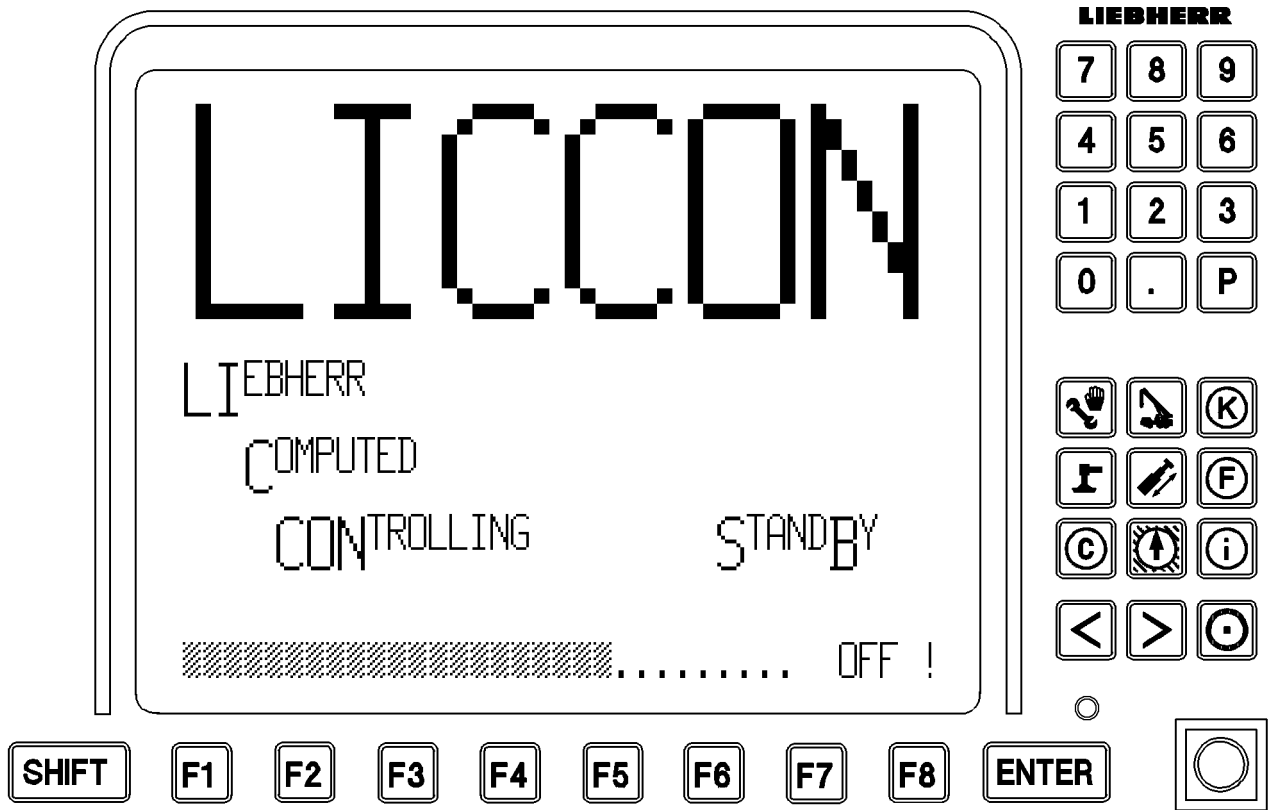 LIEBHERR
7 8 9
4 5 6
1 2 3
0 . P
LICCON
LIEBHERR
COMPUTED
CONTROLLING STANDBY
......... OFF !
K
F
C i
< >
SHIFT F1 F2 F3 F4 F5 F6 F7 F8 ENTER